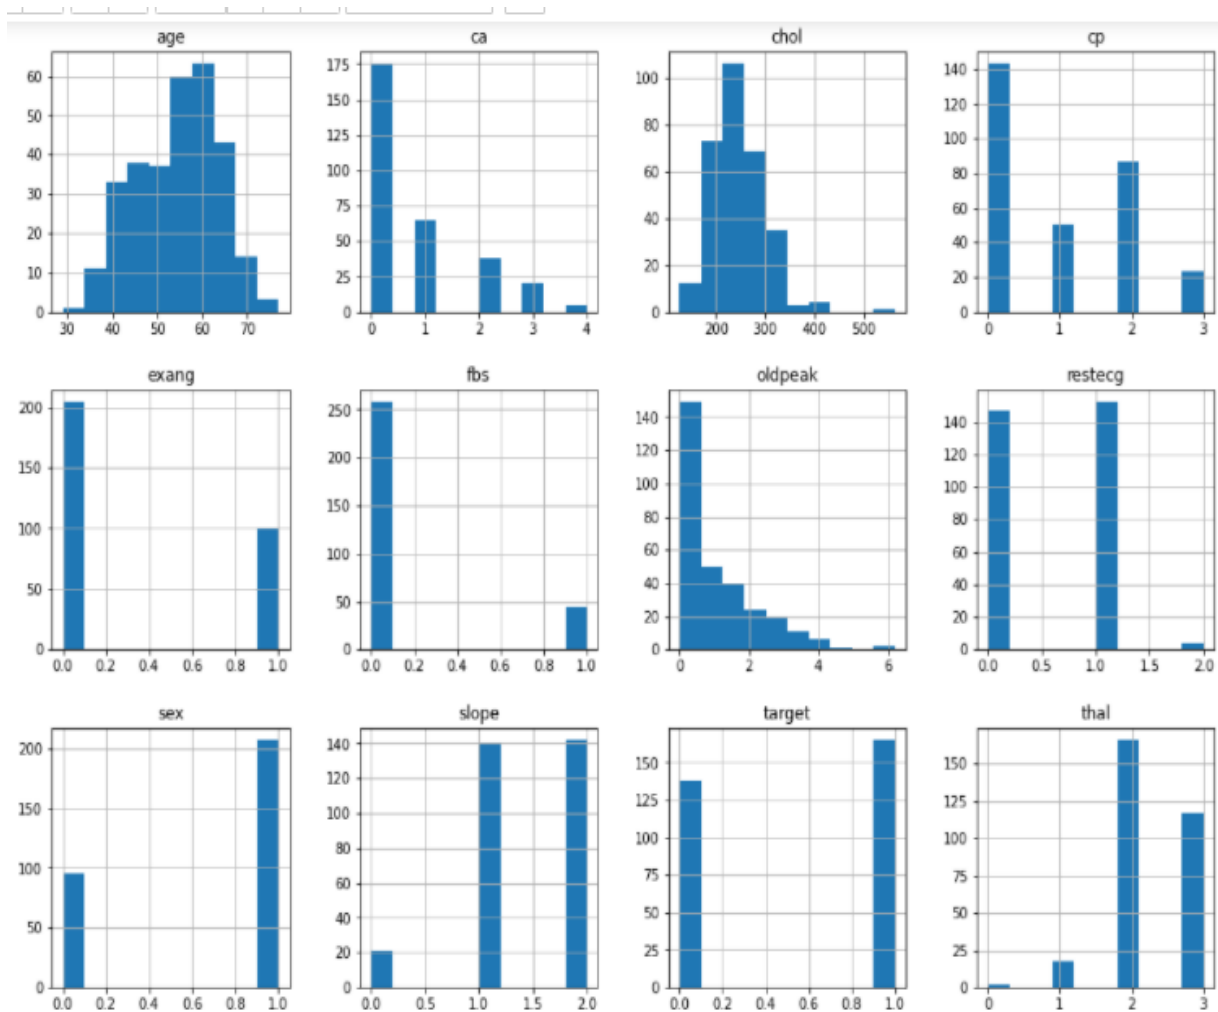 age ca chol cp
60 175 100 140
50 150 80 120
40 125 60 100
30 100 40 80
20 75 20 60
10 50 0 40
0 25 20
0 0
30 40 50 60 70 0 1 2 3 4 200 300 400 500 0 1 2 3
exang fbs oldpeak restecg
200 250 140 140
150 200 120 120
100 150 100 100
50 100 80 80
0 50 60 60
0 40 40
20 20
0 0
0.0 0.2 0.4 0.6 0.8 1.0 0.0 0.2 0.4 0.6 0.8 1.0 0 2 4 6 0.0 0.5 1.0 1.5 2.0
sex slope target thal
200 140 150 150
150 120 125 125
100 100 100 100
50 80 75 75
0 60 50 50
40 25 25
20 0 0
0
0.0 0.2 0.4 0.6 0.8 1.0 0.0 0.5 1.0 1.5 2.0 0.0 0.2 0.4 0.6 0.8 1.0 0 1 2 3